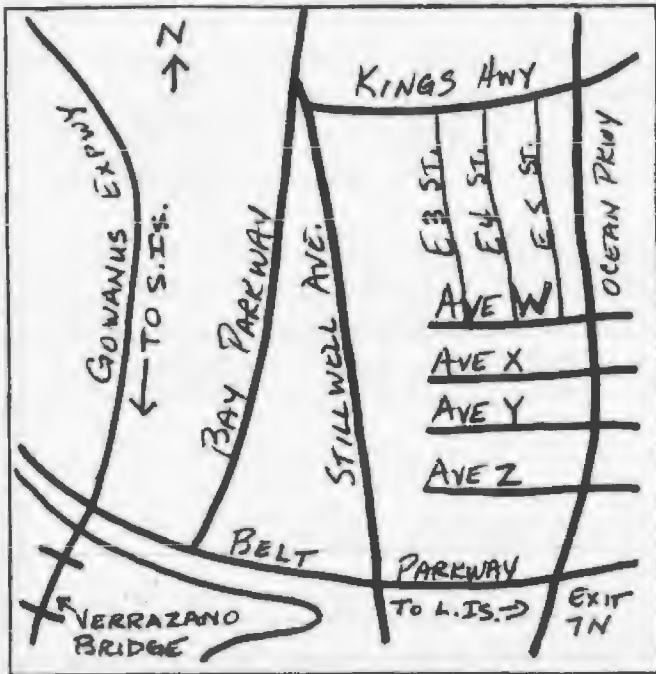 N
KINGS HWY
GOWANUS EXPWY
← TO S.IS.
BAY PARKWAY
STILLWELL AVE.
E 3 ST.
E 4 ST.
E 5 ST.
OCEAN PKWY
AVE W
AVE X
AVE Y
AVE Z
BELT PARKWAY
TO L.IS.→
EXIT
7N
VERRAZANO
BRIDGE